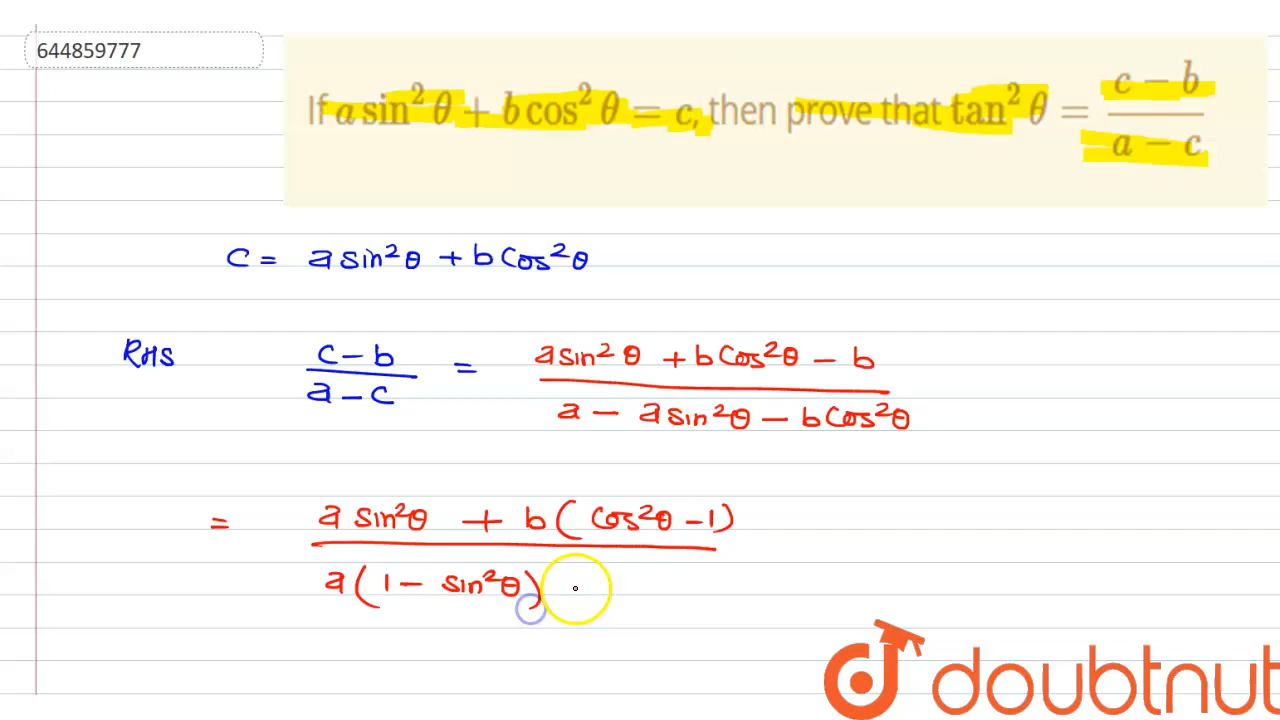 644859777
If a sin² θ + b cos² θ = c, then prove that tan² θ = (c − b)/(a − c)
C = a sin²θ + b Cos²θ
RHS (C − b)/(a − C) = (a sin²θ + b Cos²θ − b)/(a − a sin²θ − b Cos²θ)
= (a sin²θ + b(Cos²θ − 1))/(a(1 − sin²θ)
doubtnut